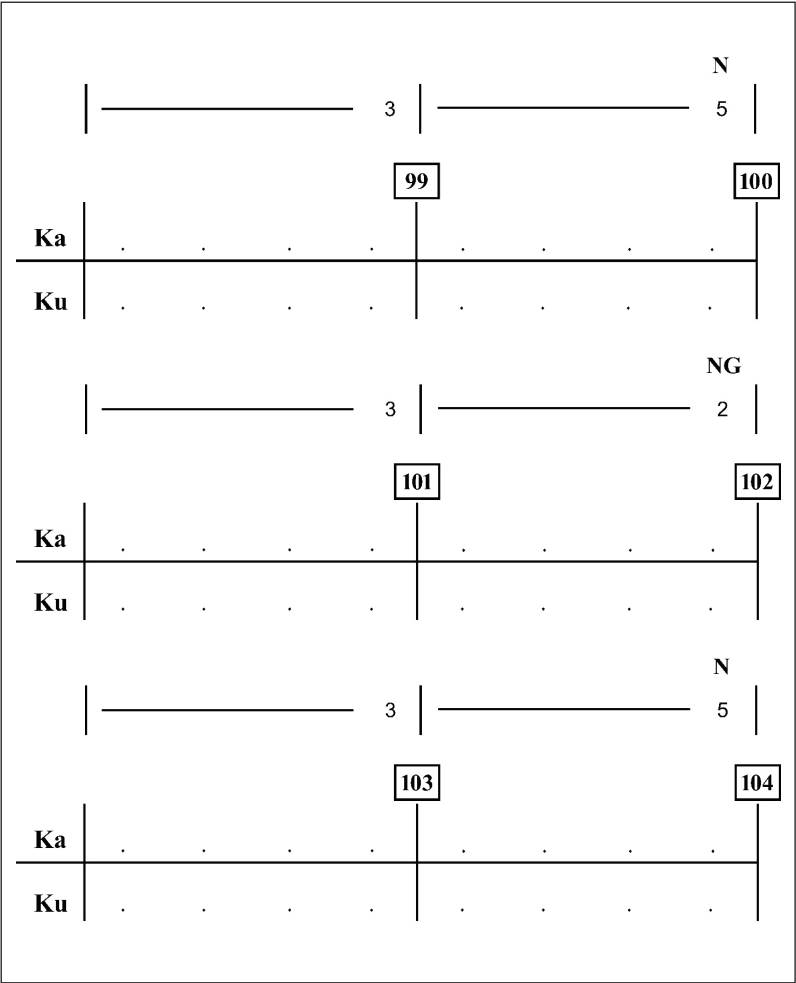 N
3 5
99 100
Ka . . . . . . . .
Ku . . . . . . . .
NG
3 2
101 102
Ka . . . . . . . .
Ku . . . . . . . .
N
3 5
103 104
Ka . . . . . . . .
Ku . . . . . . . .